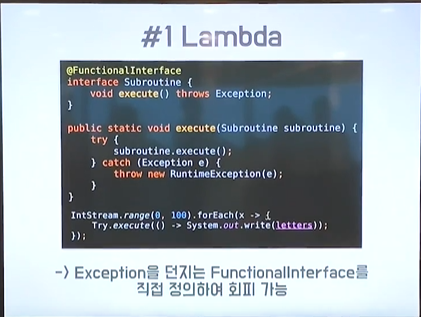 #1 Lambda
@FunctionalInterface
interface Subroutine {
void execute() throws Exception;
}
public static void execute(Subroutine subroutine) {
try {
subroutine.execute();
} catch (Exception e) {
throw new RuntimeException(e);
}
}
IntStream.range(0, 100).forEach(x -> {
Try.execute(() -> System.out.write(letters));
});
-> Exception을 던지는 FunctionalInterface를
직접 정의하여 회피 가능